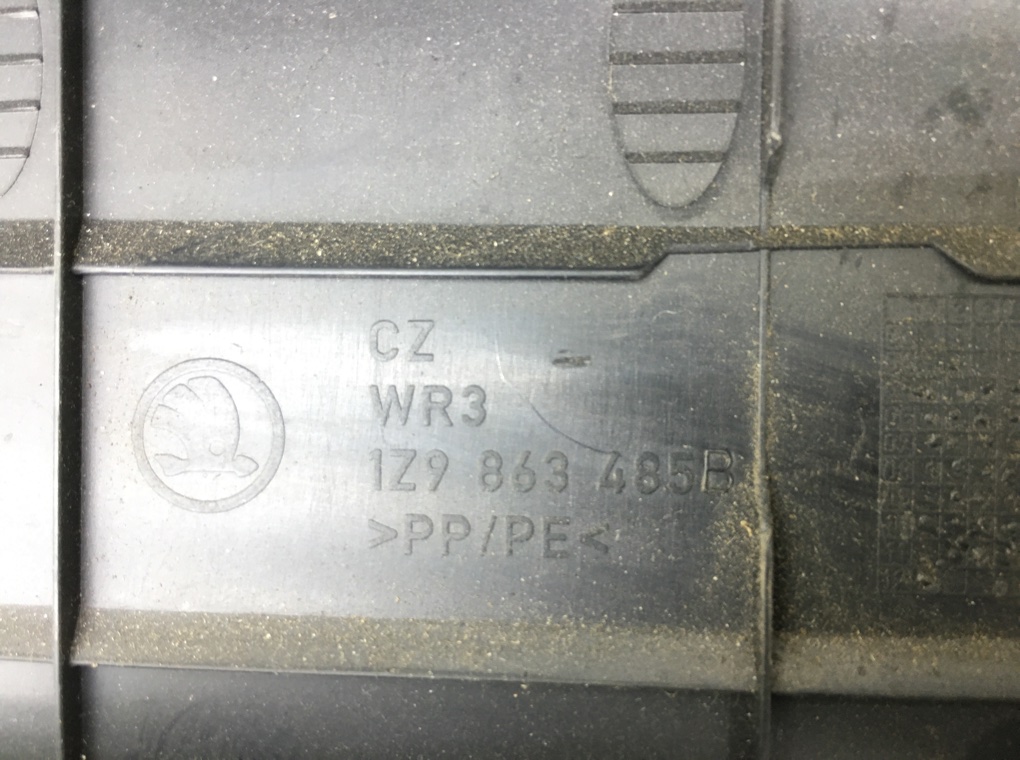 CZ
WR3
1Z9 863 485B
>PP/PE<